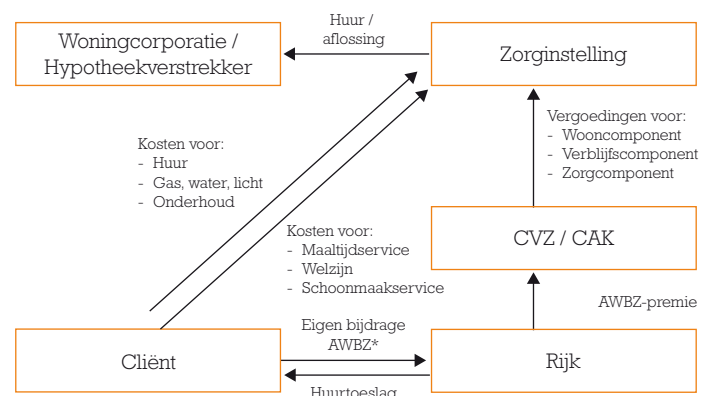 Huur /
aflossing
Woningcorporatie /
Hypotheekverstrekker
Zorginstelling
Kosten voor:
- Huur
- Gas, water, licht
- Onderhoud
Vergoedingen voor:
- Wooncomponent
- Verblijfscomponent
- Zorgcomponent
Kosten voor:
- Maaltijdservice
- Welzijn
- Schoonmaakservice
CVZ / CAK
AWBZ-premie
Eigen bijdrage
AWBZ*
Cliënt
Rijk
Huurtoeslag